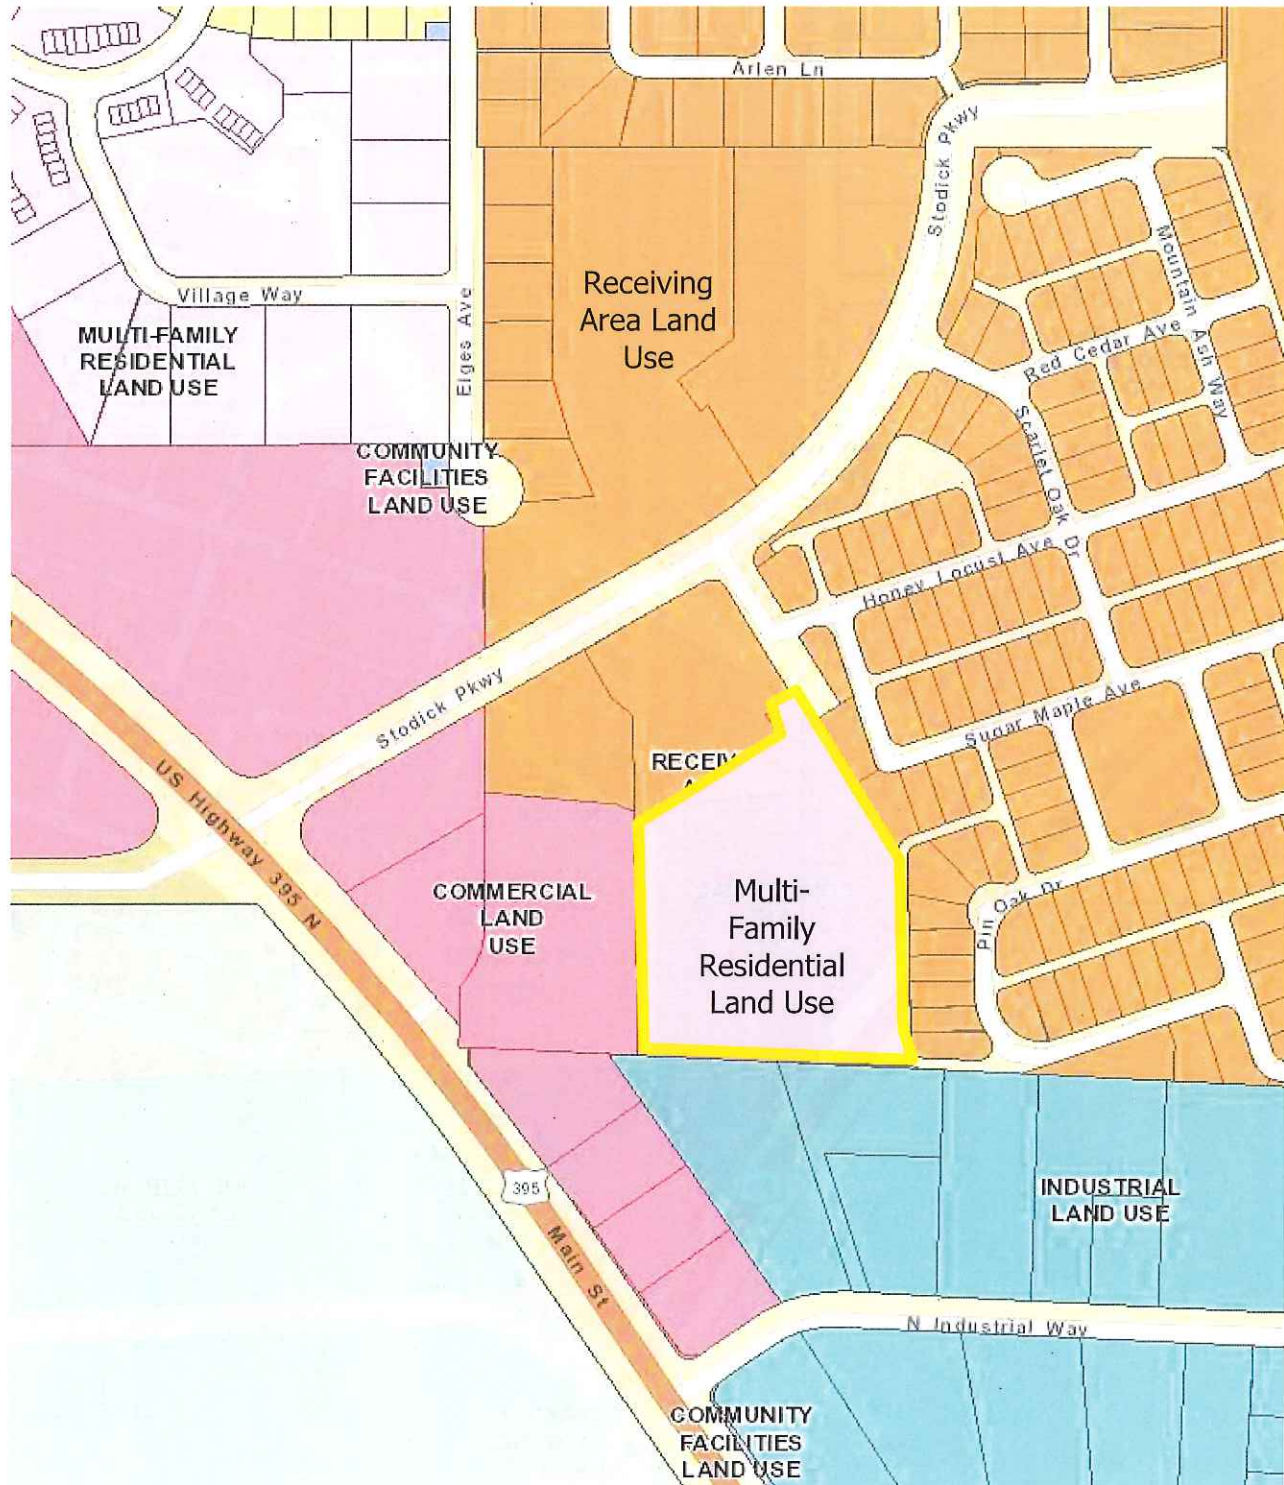 Arlen Ln
Stodick Pkwy
Mountain Ash Way
Receiving
Area Land
Use
Village Way
Elges Ave
MULTI-FAMILY
RESIDENTIAL
LAND USE
Red Cedar Ave
Scarlet Oak Dr
COMMUNITY
FACILITIES
LAND USE
Honey Locust Ave
Stodick Pkwy
Sugar Maple Ave
RECEIV
US Highway 395 N
COMMERCIAL
LAND
USE
Multi-
Family
Residential
Land Use
Pin Oak Dr
395
INDUSTRIAL
LAND USE
Main St
N Industrial Way
COMMUNITY
FACILITIES
LAND USE